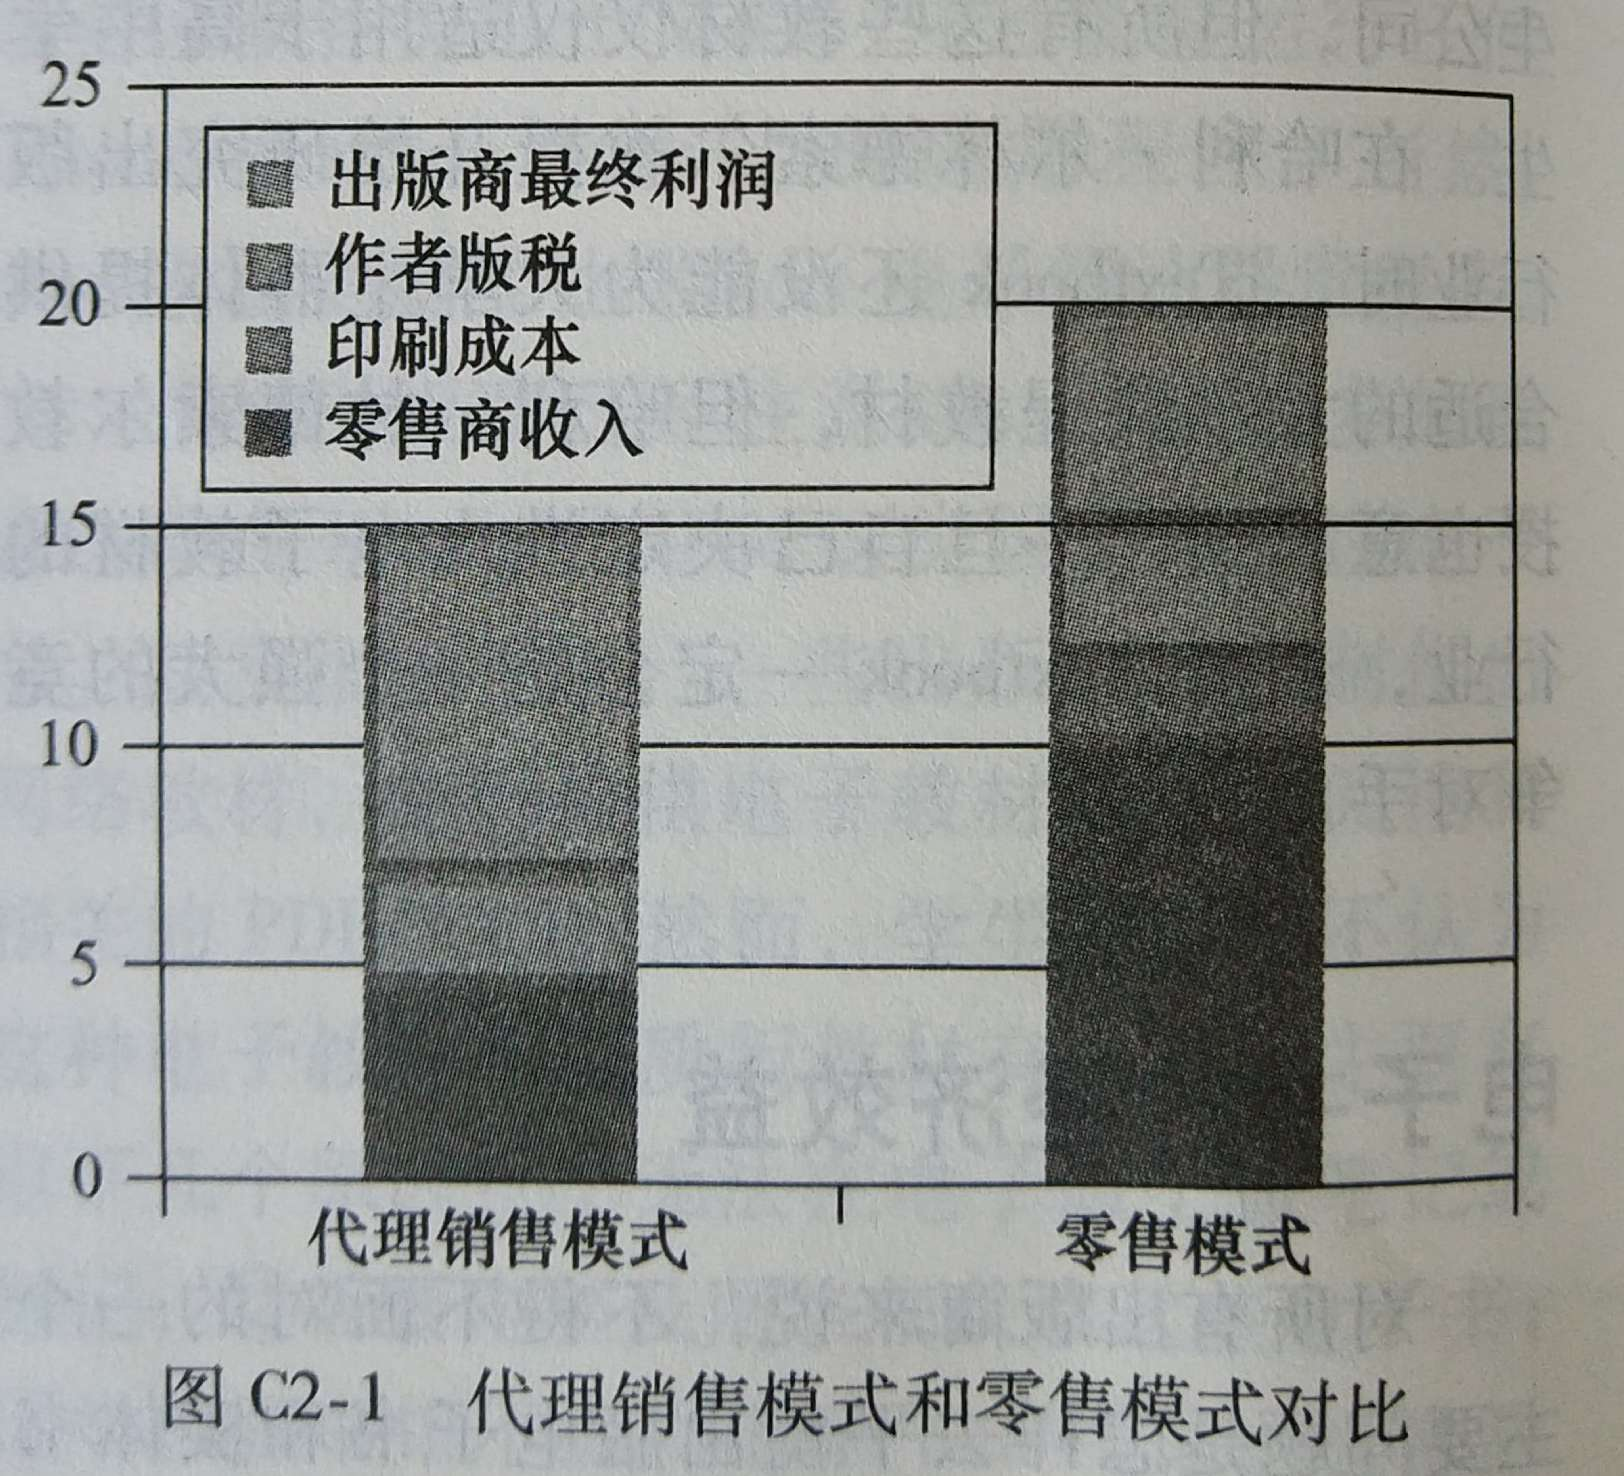 25
出版商最终利润
作者版税
20
印刷成本
零售商收入
15
10
5
0
代理销售模式 零售模式
图 C2-1 代理销售模式和零售模式对比